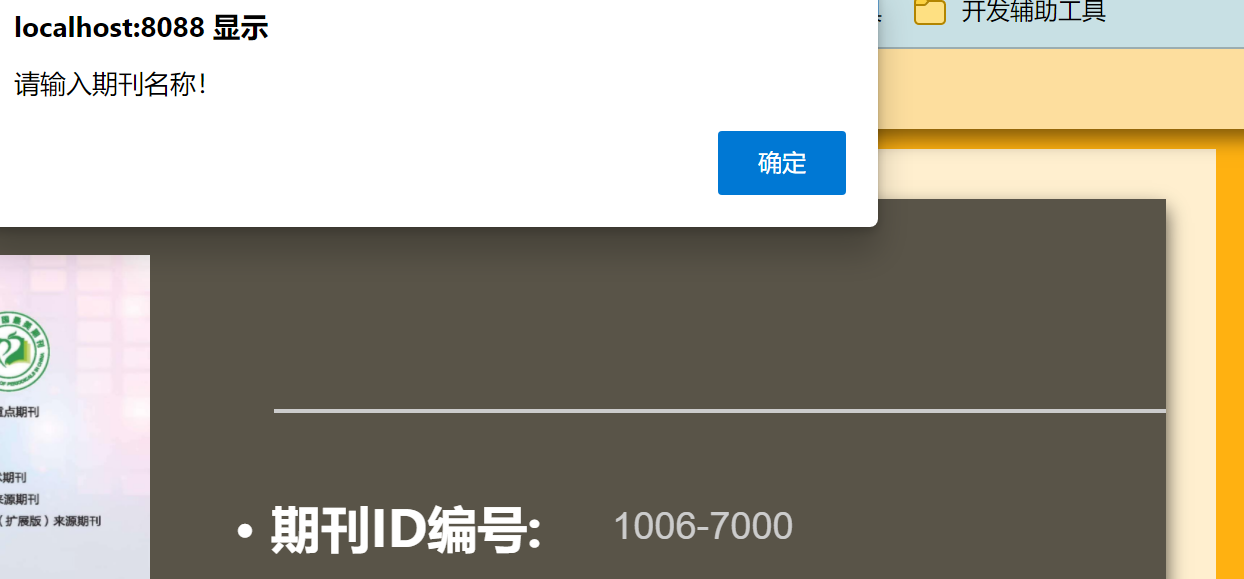 localhost:8088 显示
开发辅助工具
请输入期刊名称！
确定
点期刊
期刊
来源期刊
（扩展版）来源期刊
• 期刊ID编号:
1006-7000